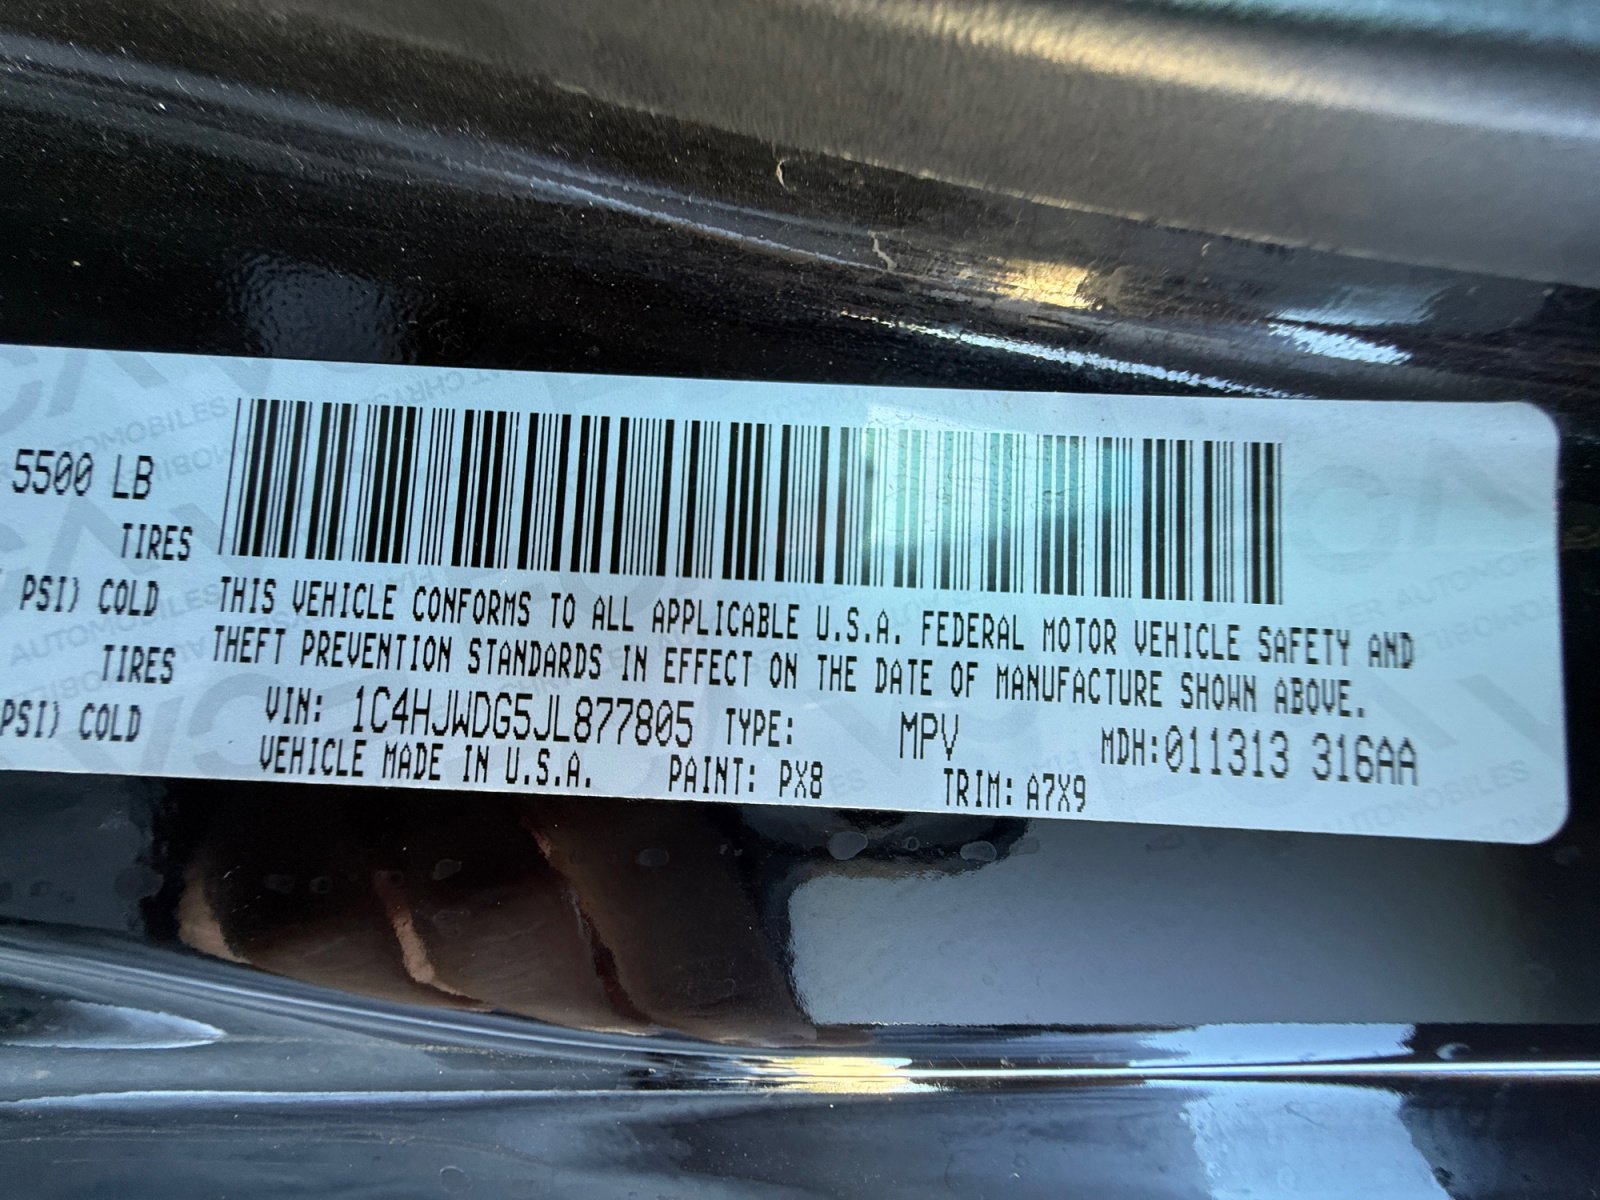 5500 LB
TIRES
PSI) COLD
TIRES
PSI) COLD
THIS VEHICLE CONFORMS TO ALL APPLICABLE U.S.A. FEDERAL MOTOR VEHICLE SAFETY AND
THEFT PREVENTION STANDARDS IN EFFECT ON THE DATE OF MANUFACTURE SHOWN ABOVE.
VIN: 1C4HJWDG5JL877805 TYPE: MPV MDH:011313 316AA
VEHICLE MADE IN U.S.A. PAINT: PX8 TRIM: A7X9